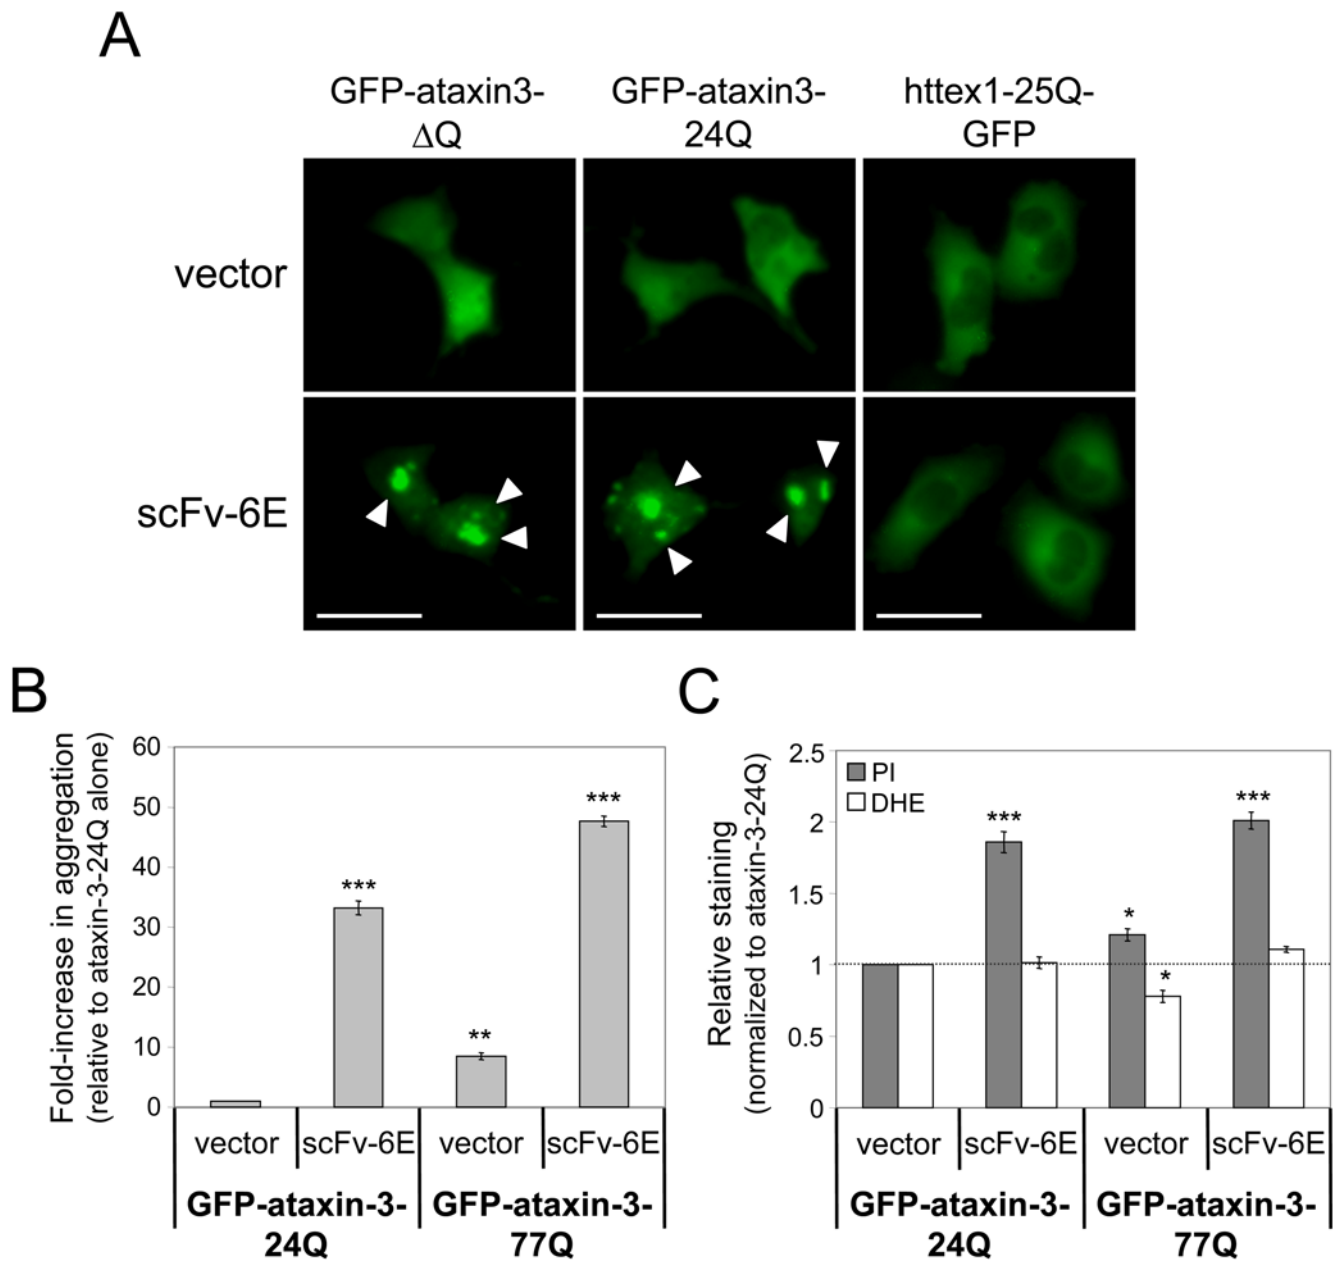 A
GFP-ataxin3-
ΔQ
GFP-ataxin3-
24Q
httex1-25Q-
GFP
vector
scFv-6E
B
Fold-increase in aggregation
(relative to ataxin-3-24Q alone)
60
50
40
30
20
10
0
***
**
***
vector
scFv-6E
vector
scFv-6E
GFP-ataxin-3-
24Q
GFP-ataxin-3-
77Q
C
Relative staining
(normalized to ataxin-3-24Q)
2.5
2
1.5
1
0.5
0
PI
DHE
***
*
*
***
vector
scFv-6E
vector
scFv-6E
GFP-ataxin-3-
24Q
GFP-ataxin-3-
77Q